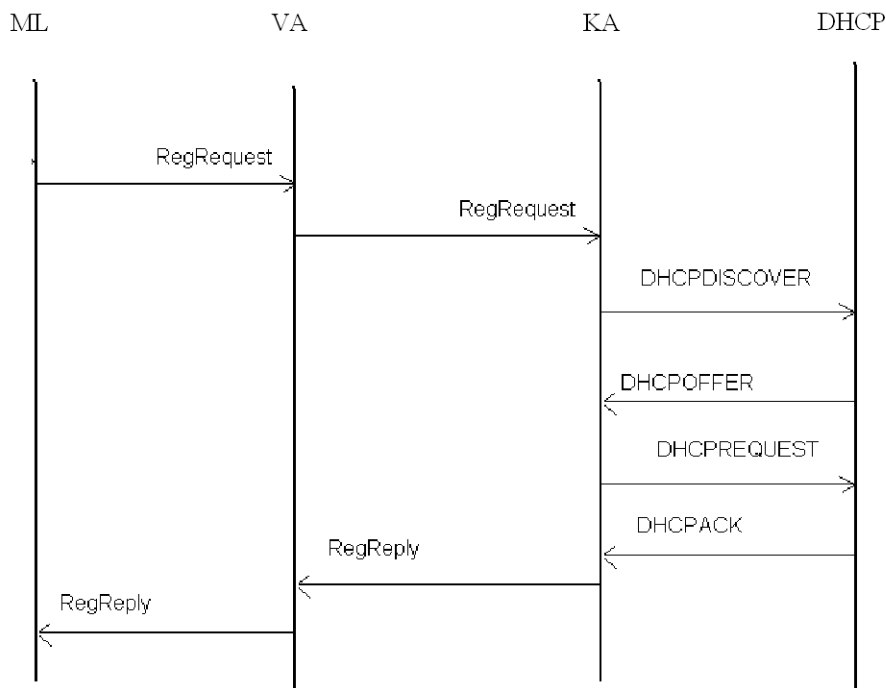 ML VA KA DHCP
RegRequest
RegRequest
DHCPDISCOVER
DHCPOFFER
DHCPREQUEST
DHCPACK
RegReply
RegReply